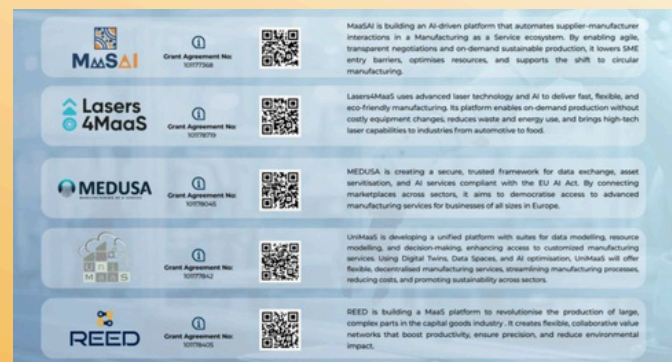 MaaSAI
Grant Agreement No:
101177368
MaaSAI is building an AI-driven platform that automates supplier-manufacturer
interactions in a Manufacturing as a Service ecosystem. By enabling agile,
transparent negotiations and on-demand sustainable production, it lowers SME
entry barriers, optimises resources, and supports the shift to circular
manufacturing.
Lasers
4MaaS
Grant Agreement No:
101178719
Lasers4MaaS uses advanced laser technology and AI to deliver fast, flexible, and
eco-friendly manufacturing. Its platform enables on-demand production without
costly equipment changes, reduces waste and energy use, and brings high-tech
laser capabilities to industries from automotive to food.
MEDUSA
MANUFACTURING AS A SERVICE
Grant Agreement No:
101178045
MEDUSA is creating a secure, trusted framework for data exchange, asset
servitisation, and AI services compliant with the EU AI Act. By connecting
marketplaces across sectors, it aims to democratise access to advanced
manufacturing services for businesses of all sizes in Europe.
Uni
MaaS
Grant Agreement No:
101177842
UniMaaS is developing a unified platform with suites for data modelling, resource
modelling, and decision-making, enhancing access to customized manufacturing
services. Using Digital Twins, Data Spaces, and AI optimisation, UniMaaS will offer
flexible, decentralised manufacturing services, streamlining manufacturing processes,
reducing costs, and promoting sustainability across sectors.
REED
Grant Agreement No:
101178405
REED is building a MaaS platform to revolutionise the production of large,
complex parts in the capital goods industry . It creates flexible, collaborative value
networks that boost productivity, ensure precision, and reduce environmental
impact.